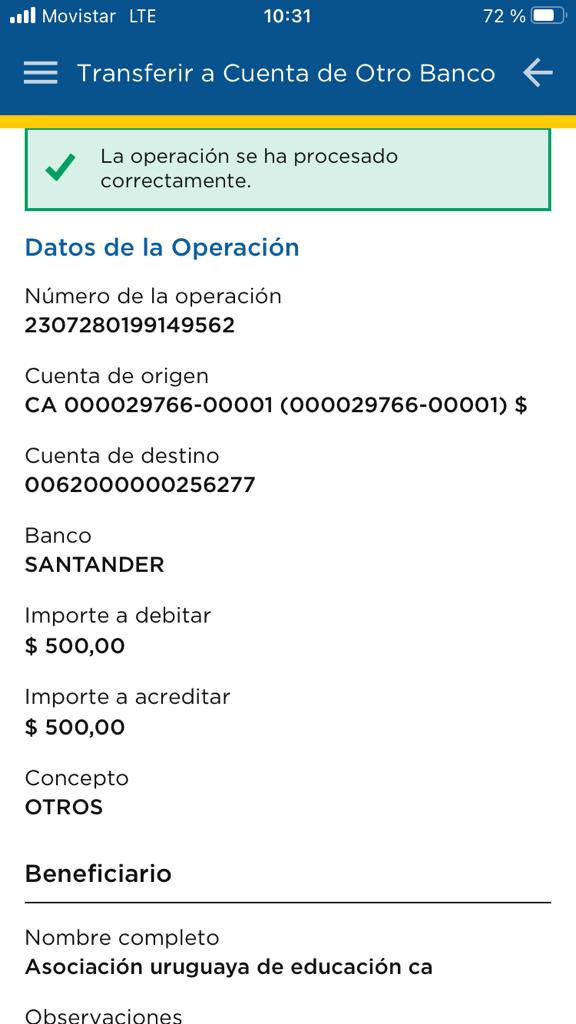 Movistar LTE 10:31 72 %
Transferir a Cuenta de Otro Banco
La operación se ha procesado
correctamente.
Datos de la Operación
Número de la operación
2307280199149562
Cuenta de origen
CA 000029766-00001 (000029766-00001) $
Cuenta de destino
0062000000256277
Banco
SANTANDER
Importe a debitar
$ 500,00
Importe a acreditar
$ 500,00
Concepto
OTROS
Beneficiario
Nombre completo
Asociación uruguaya de educación ca
Observaciones